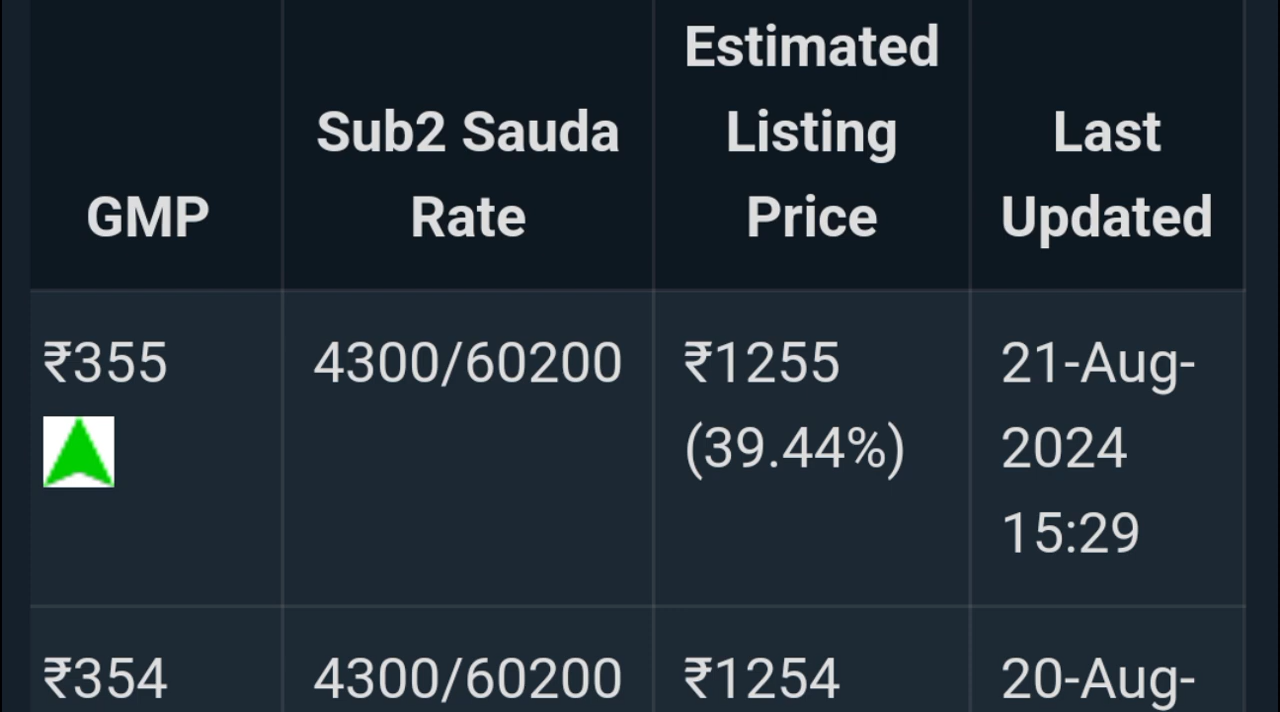 GMP
Sub2 Sauda
Rate
Estimated
Listing
Price
Last
Updated
₹355
4300/60200
₹1255
(39.44%)
21-Aug-
2024
15:29
₹354
4300/60200
₹1254
20-Aug-